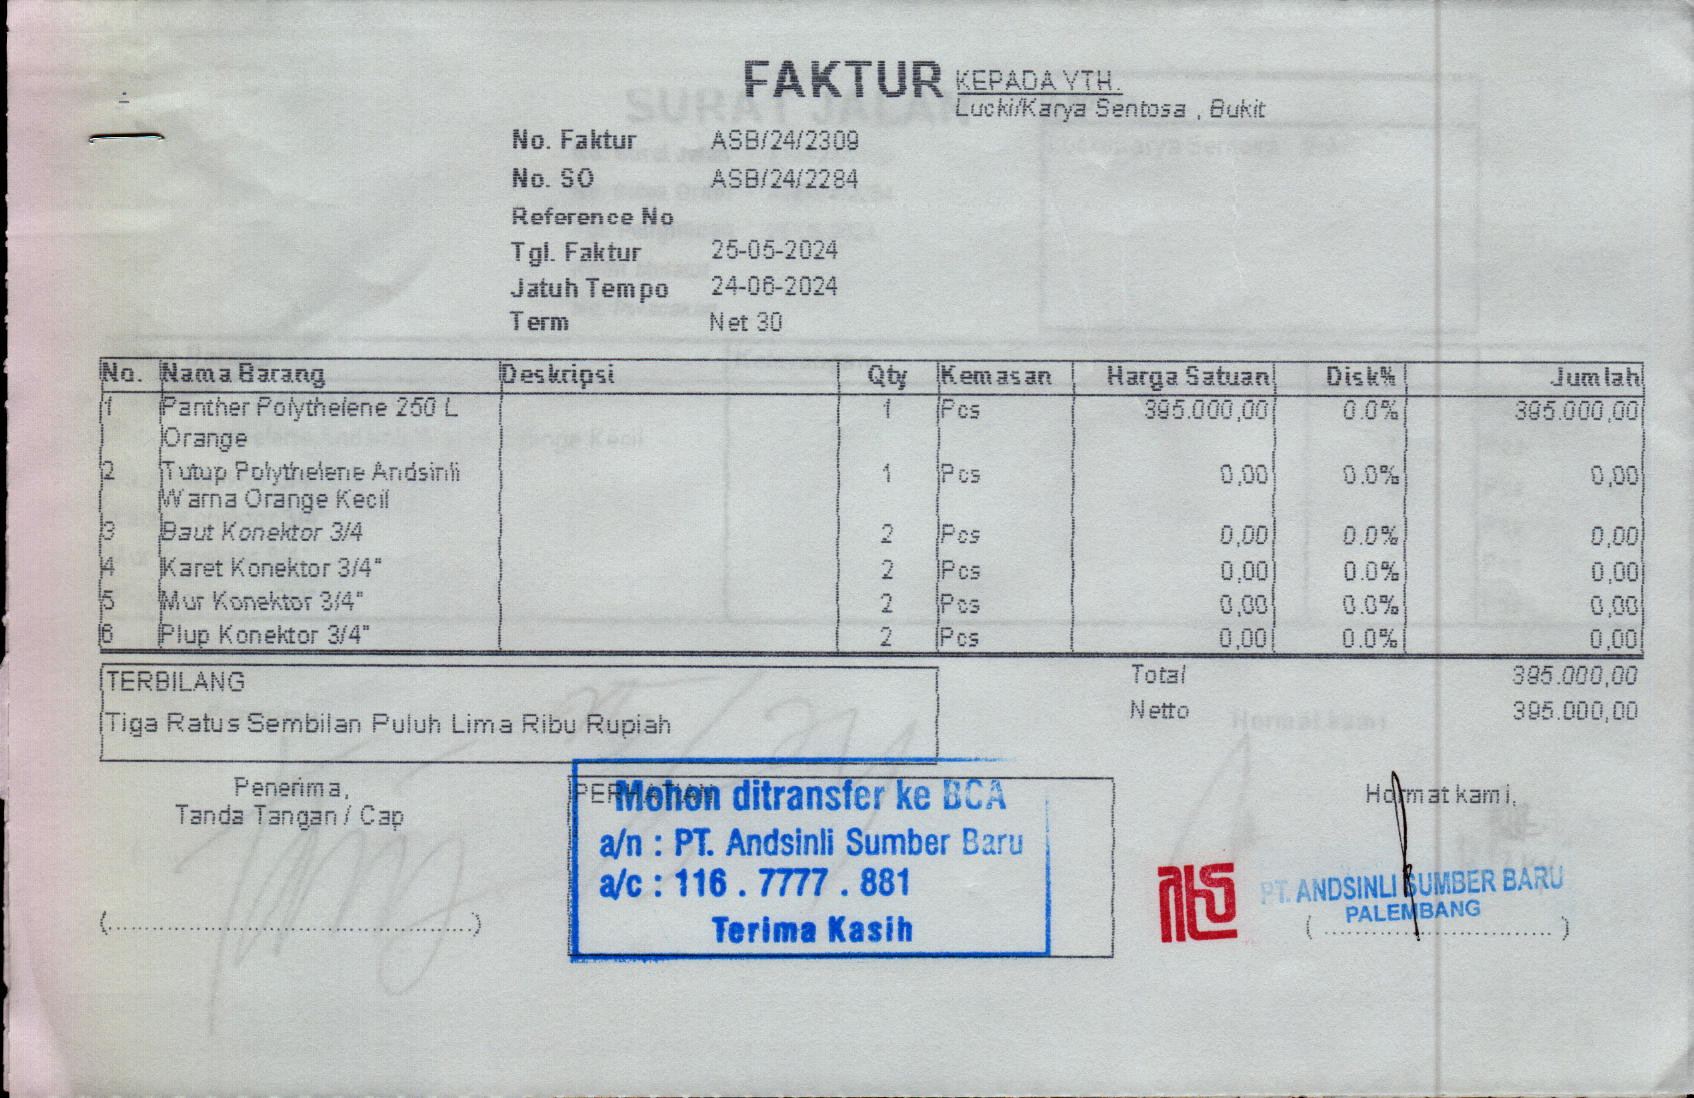 FAKTUR
KEPADA YTH.
Lucki/Karya Sentosa , Bukit
No. Faktur ASB/24/2309
No. SO ASB/24/2284
Reference No
Tgl. Faktur 25-05-2024
Jatuh Tempo 24-06-2024
Term Net 30
No. Nama Barang Deskripsi Qty Kemasan Harga Satuan Disk% Jumlah
1 Panther Polythelene 250 L 1 Pcs 395.000,00 0.0% 395.000,00
Orange
2 Tutup Polythelene Andsinli 1 Pcs 0,00 0.0% 0,00
Warna Orange Kecil
3 Baut Konektor 3/4 2 Pcs 0,00 0.0% 0,00
4 Karet Konektor 3/4" 2 Pcs 0,00 0.0% 0,00
5 Mur Konektor 3/4" 2 Pcs 0,00 0.0% 0,00
6 Plup Konektor 3/4" 2 Pcs 0,00 0.0% 0,00
Total 395.000,00
Netto 395.000,00
TERBILANG
Tiga Ratus Sembilan Puluh Lima Ribu Rupiah
Penerima,
Tanda Tangan / Cap
(................................................)
PERHATIAN
Mohon ditransfer ke BCA
a/n : PT. Andsinli Sumber Baru
a/c : 116 . 7777 . 881
Terima Kasih
Hormat kami,
PT. ANDSINLI SUMBER BARU
PALEMBANG
( .............................. )
SURAT JALAN
Hormat kami